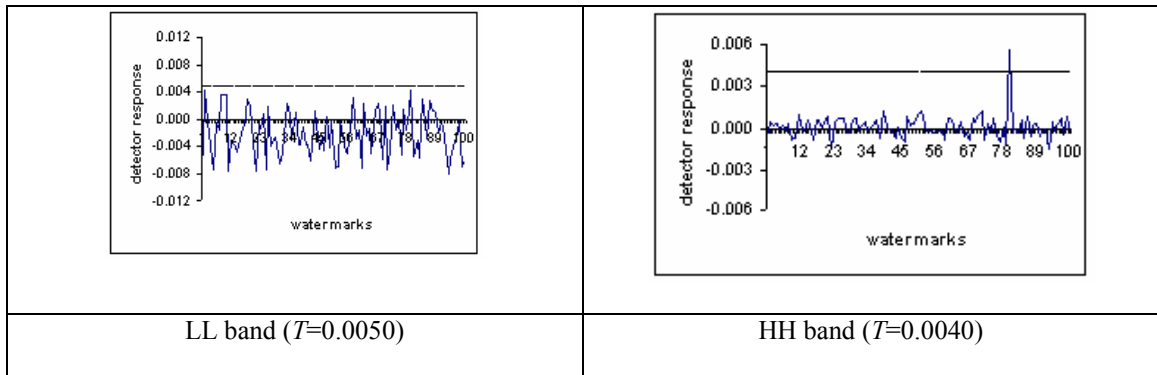 0.012
0.008
0.004
0.000
-0.004
-0.008
-0.012
detector response
12 23 34 45 56 67 78 89 100
watermarks
0.006
0.003
0.000
-0.003
-0.006
detector response
12 23 34 45 56 67 78 89 100
watermarks
LL band (T=0.0050)
HH band (T=0.0040)